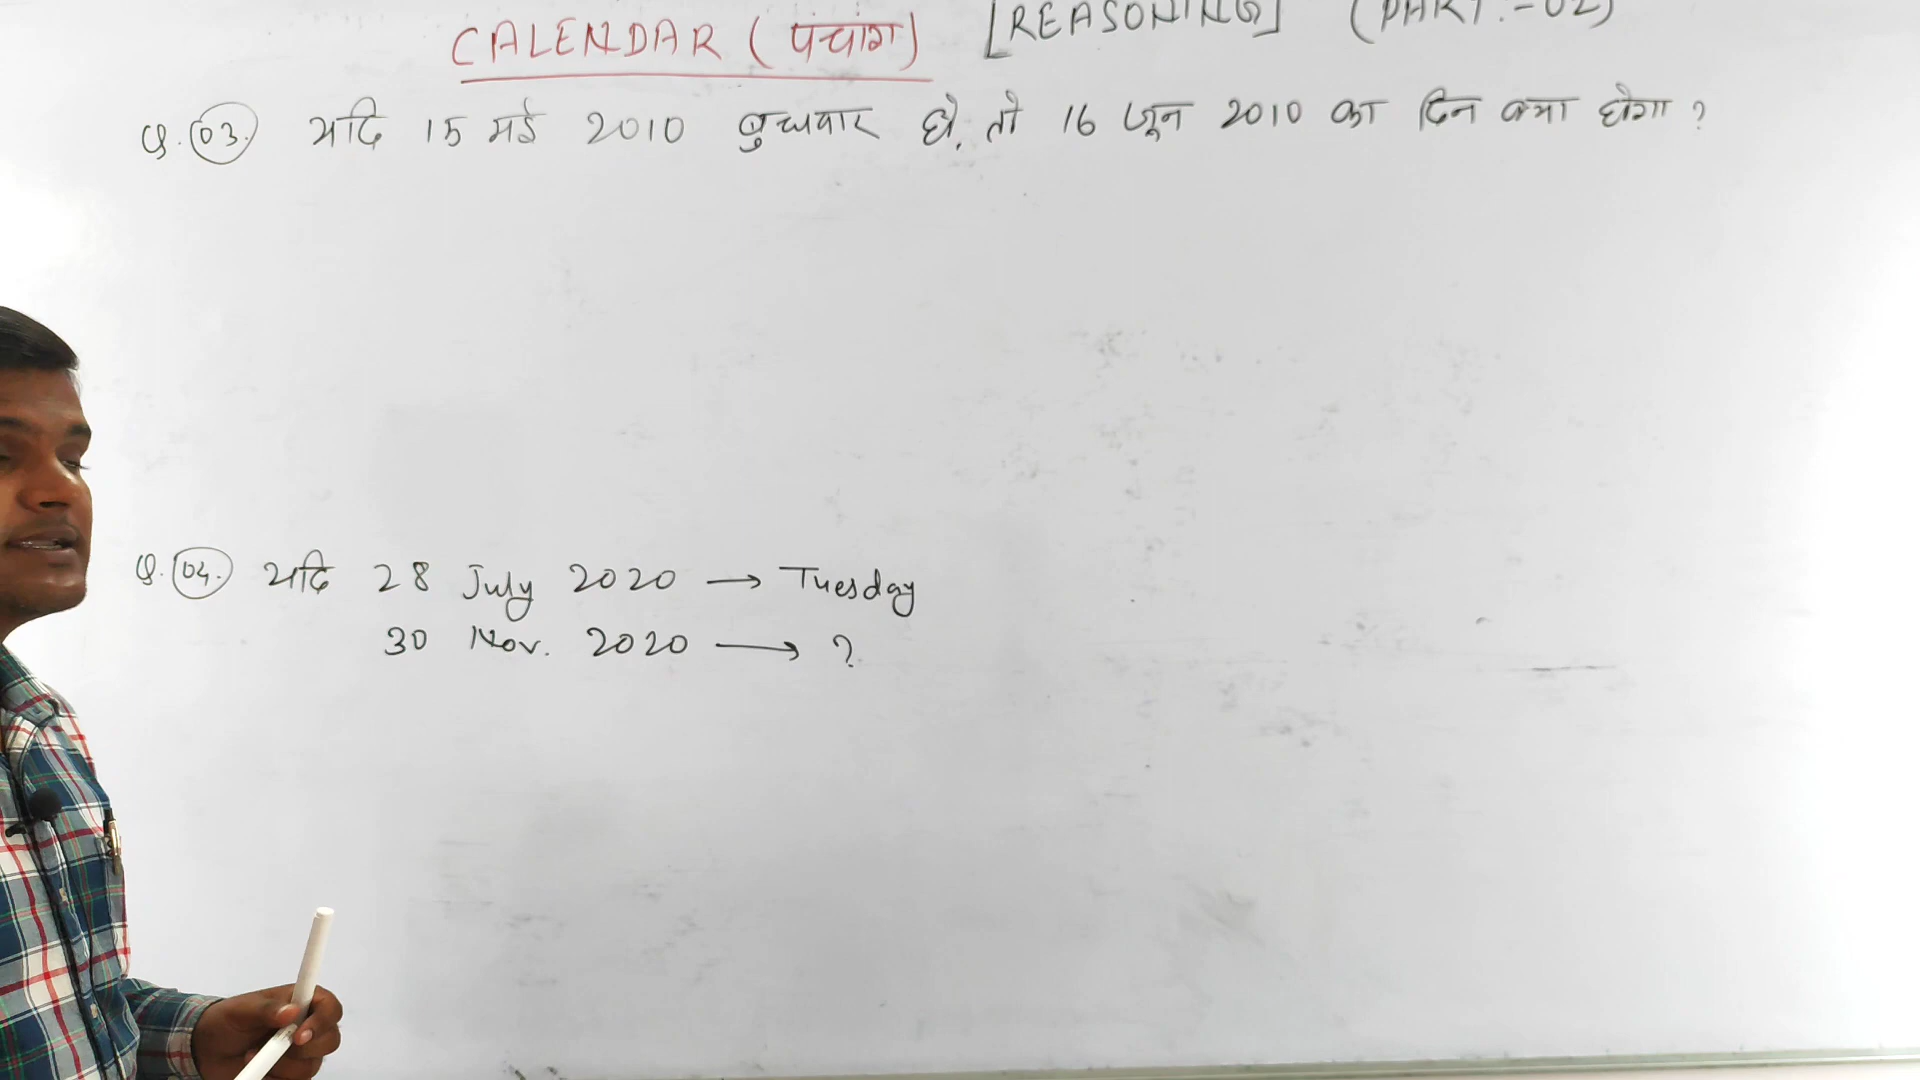 CALENDAR (पंचांग) [REASONING] (PART:-02)
Q.03. यदि 15 मई 2010 बुधवार हो, तो 16 जून 2010 का दिन क्या होगा ?
Q.04. यदि 28 July 2020 → Tuesday
30 Nov. 2020 → ?